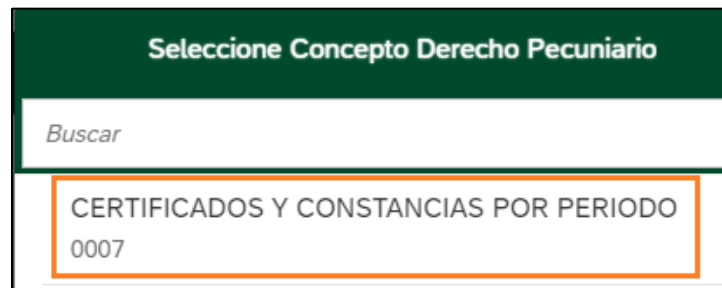 Seleccione Concepto Derecho Pecuniario
Buscar
CERTIFICADOS Y CONSTANCIAS POR PERIODO
0007